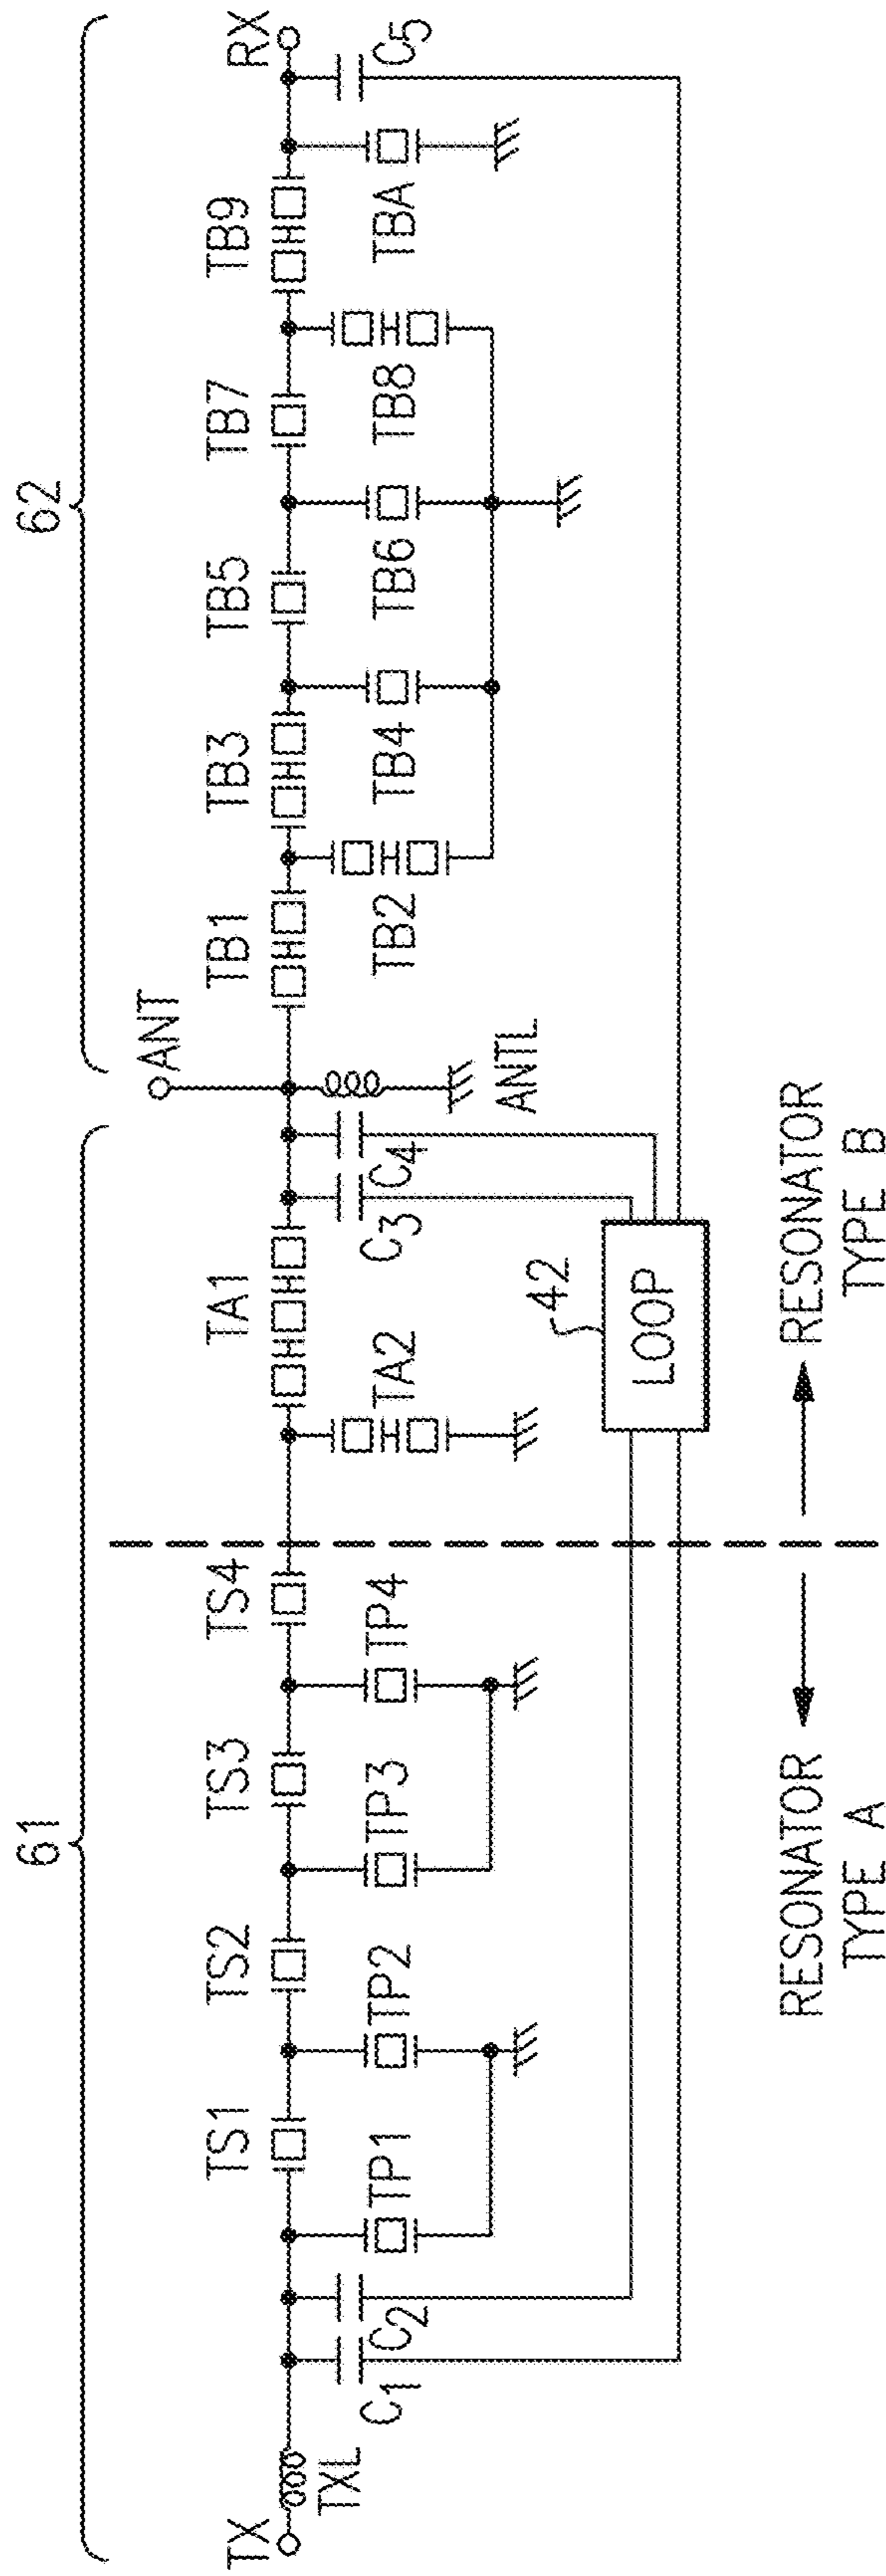 61
62
TX
TXL
C1
C2
TP1
TS1
TP2
TS2
TP3
TS3
TP4
TS4
TA2
TA1
C3
C4
ANT
ANTL
TB1
TB2
TB3
TB4
TB5
TB6
TB7
TB8
TB9
TBA
C5
RX
42
LOOP
RESONATOR
TYPE A
RESONATOR
TYPE B